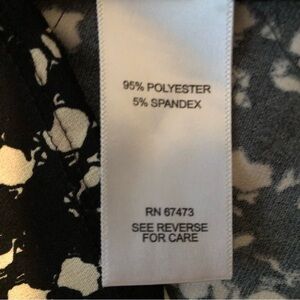 95% POLYESTER
5% SPANDEX
RN 67473
SEE REVERSE
FOR CARE